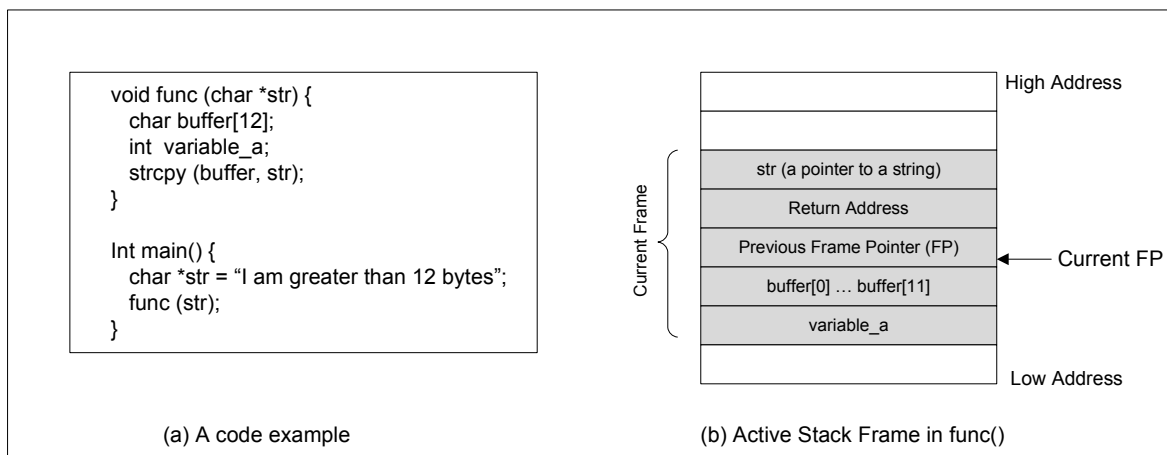 void func (char *str) {
char buffer[12];
int variable_a;
strcpy (buffer, str);
}
Int main() {
char *str = “I am greater than 12 bytes”;
func (str);
}
(a) A code example
High Address
Current Frame
str (a pointer to a string)
Return Address
Previous Frame Pointer (FP)
Current FP
buffer[0] … buffer[11]
variable_a
Low Address
(b) Active Stack Frame in func()